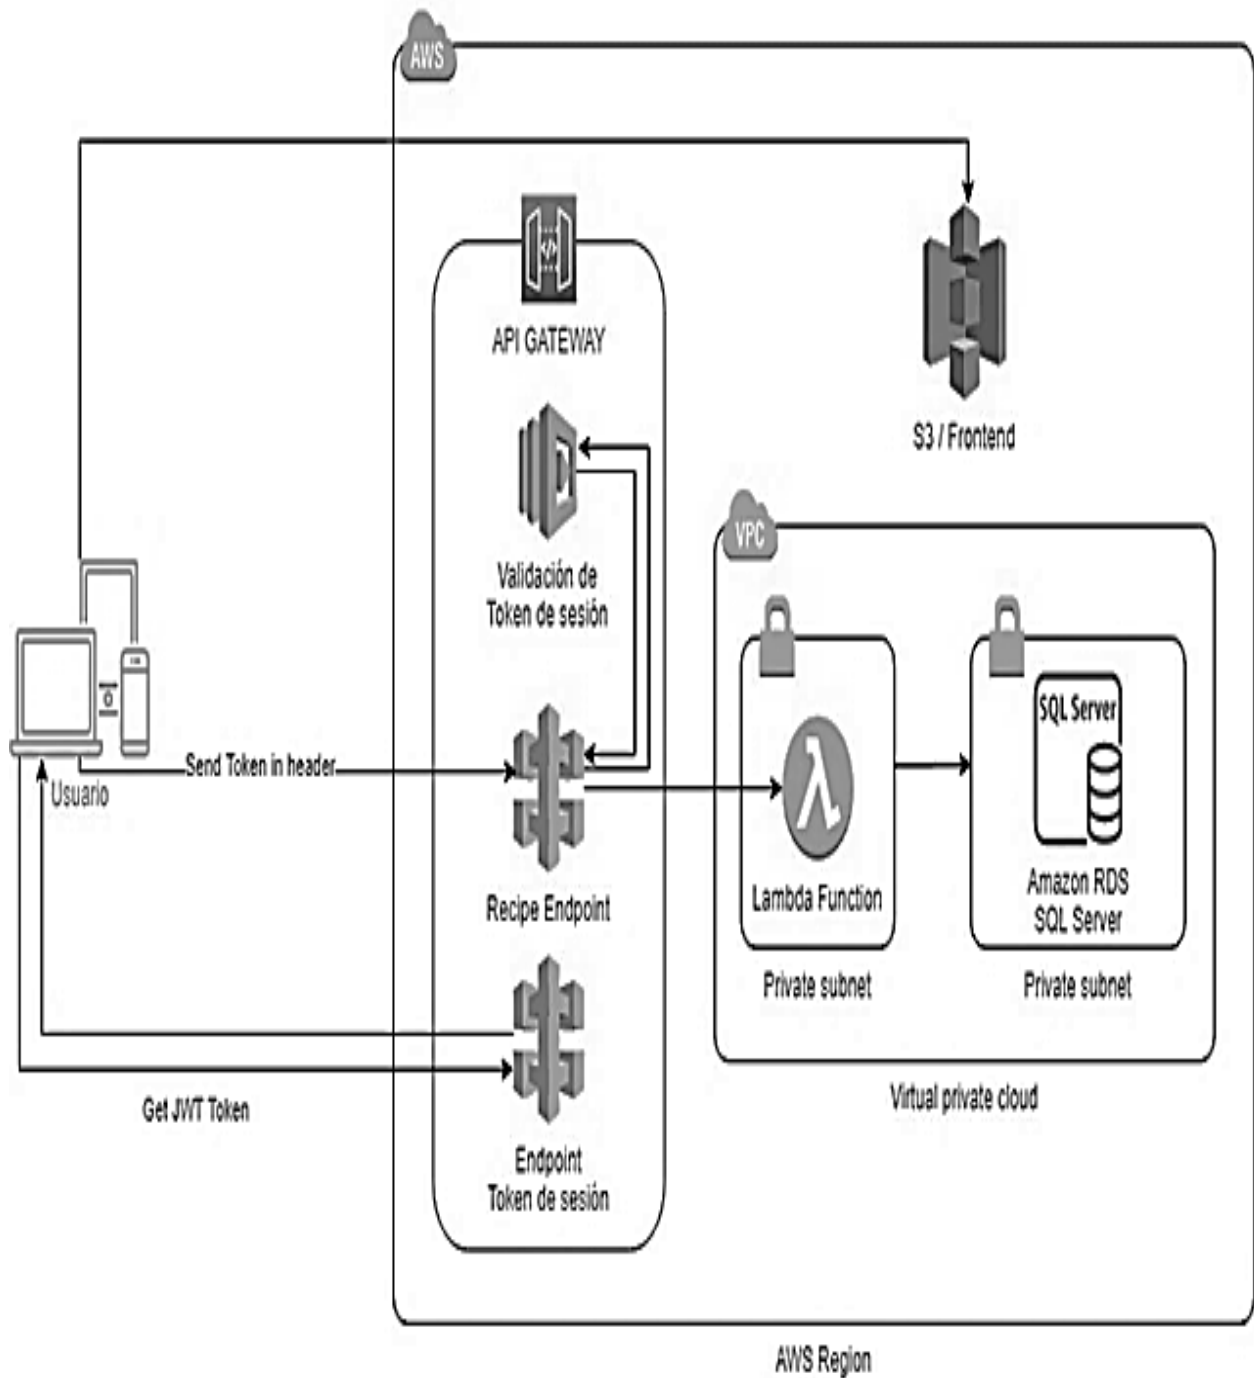 AWS
API GATEWAY
S3 / Frontend
Validación de
Token de sesión
VPC
SQL Server
Send Token in header
Usuario
Recipe Endpoint
Lambda Function
Amazon RDS
SQL Server
Private subnet
Private subnet
Get JWT Token
Virtual private cloud
Endpoint
Token de sesión
AWS Region